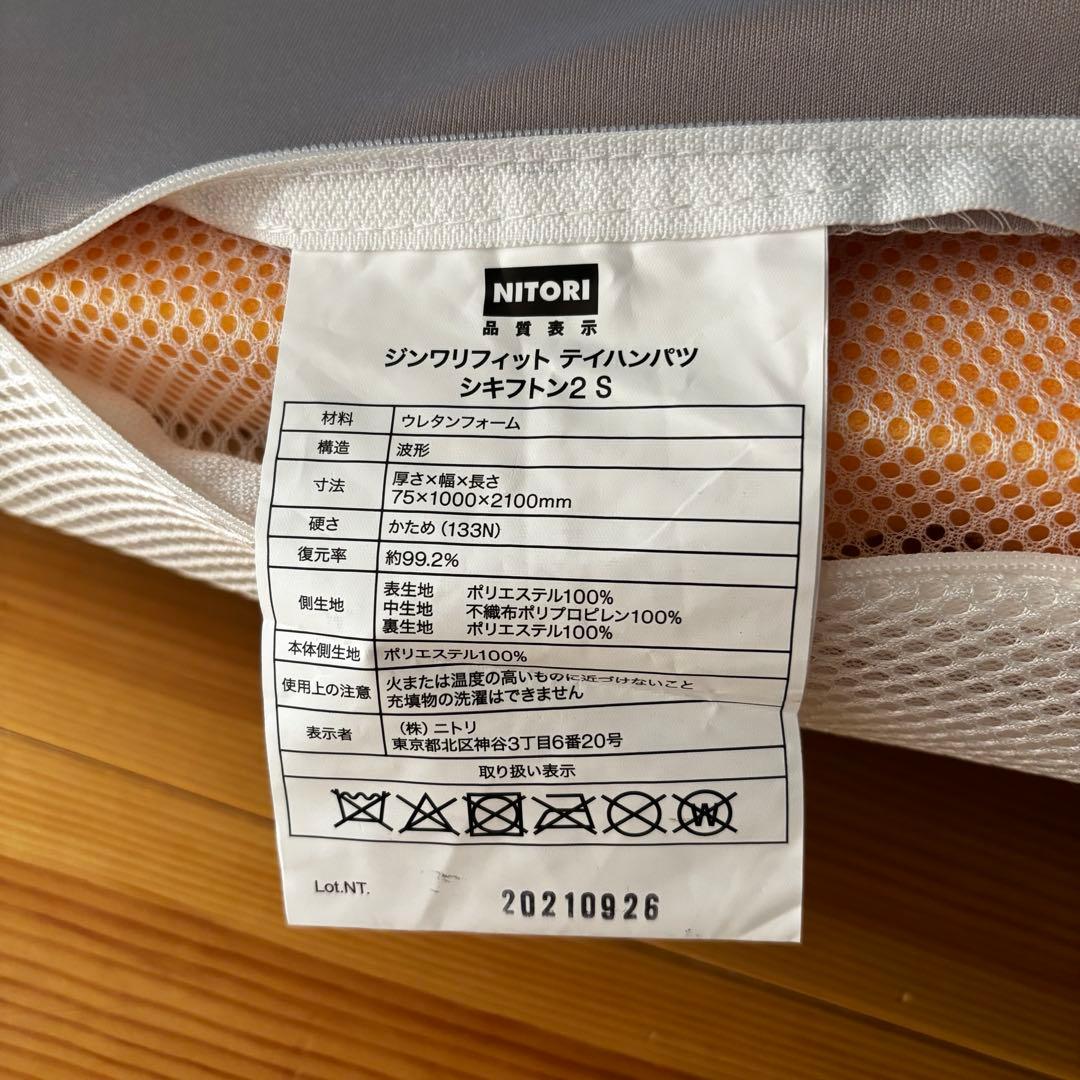 NITORI
品質表示
ジンワリフィット テイハンパツ
シキフトン2 S
材料 ウレタンフォーム
構造 波形
寸法 厚さ×幅×長さ
75×1000×2100mm
硬さ かため(133N)
復元率 約99.2%
側生地 表生地 ポリエステル100%
中生地 不織布ポリプロピレン100%
裏生地 ポリエステル100%
本体側生地 ポリエステル100%
使用上の注意 火または温度の高いものに近づけないこと
充填物の洗濯はできません
表示者 (株)ニトリ
東京都北区神谷3丁目6番20号
取り扱い表示
W
Lot.NT.
20210926